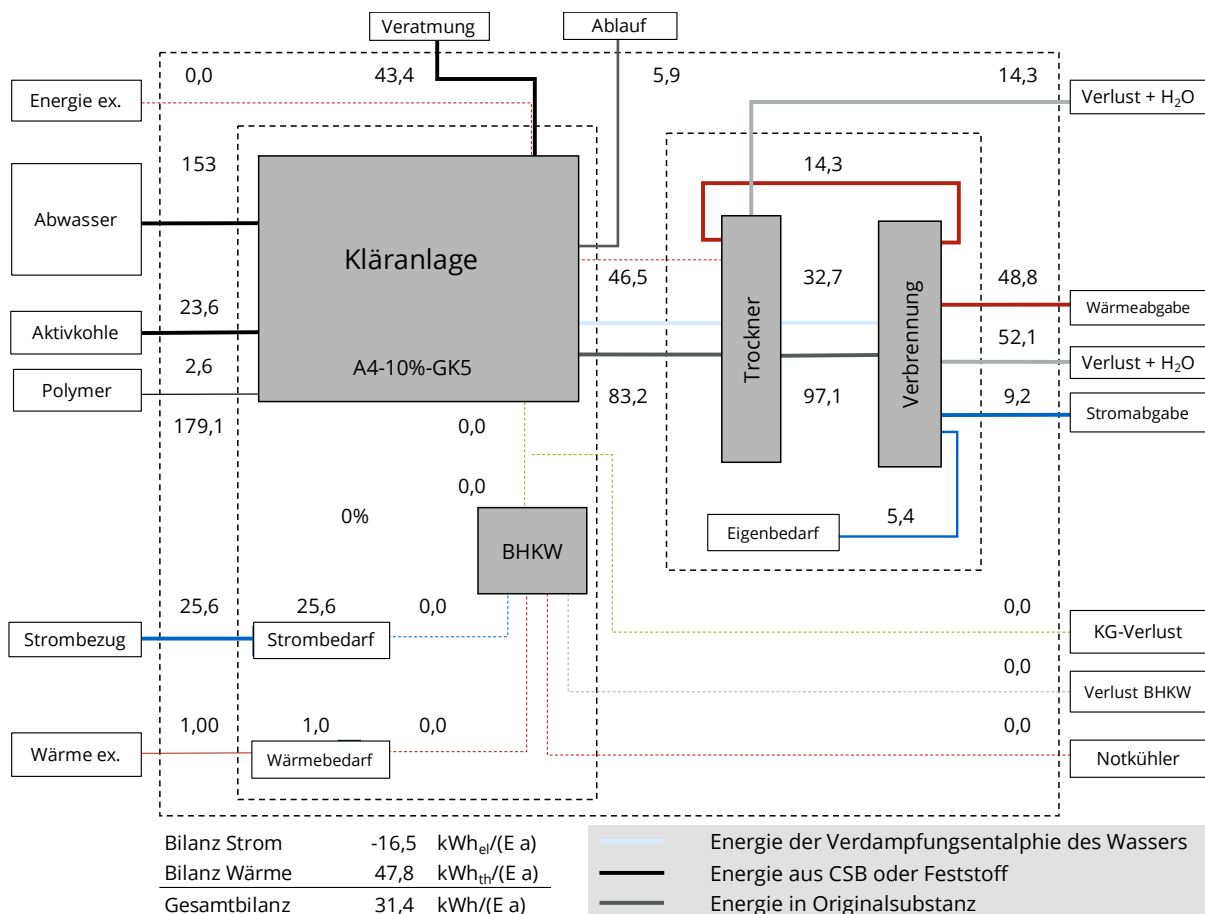 Veratmung
Ablauf
0,0
43,4
5,9
14,3
Energie ex.
Verlust + H₂O
153
14,3
Abwasser
Kläranlage
46,5
32,7
48,8
Trockner
Verbrennung
23,6
Wärmeabgabe
Aktivkohle
52,1
2,6
A4-10%-GK5
Verlust + H₂O
Polymer
83,2
97,1
9,2
Stromabgabe
179,1
0,0
0,0
0%
5,4
Eigenbedarf
BHKW
25,6
25,6
0,0
0,0
Strombezug
Strombedarf
KG-Verlust
0,0
Verlust BHKW
1,00
1,0
0,0
0,0
Wärme ex.
Wärmebedarf
Notkühler
Bilanz Strom -16,5 kWhₑₗ/(E a)
Bilanz Wärme 47,8 kWhₜₕ/(E a)
Gesamtbilanz 31,4 kWh/(E a)
Energie der Verdampfungsentalphie des Wassers
Energie aus CSB oder Feststoff
Energie in Originalsubstanz